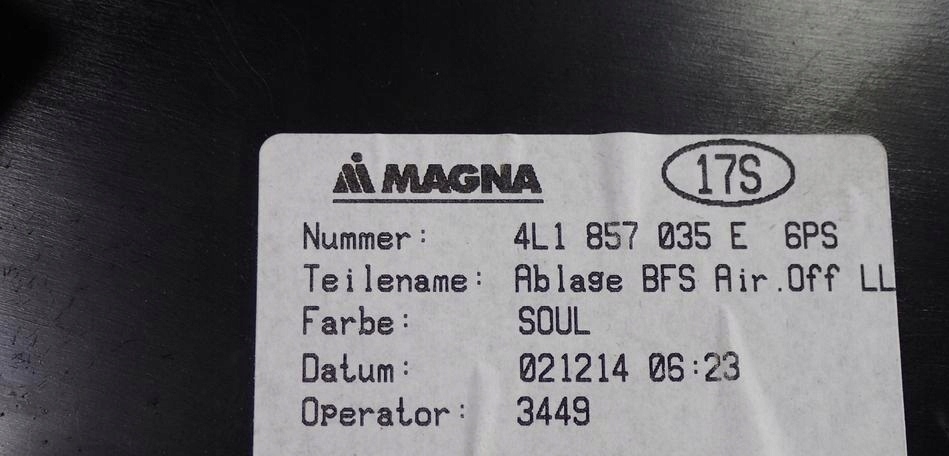 MAGNA 17S
Nummer: 4L1 857 035 E 6PS
Teilename: Ablage BFS Air.Off LL
Farbe: SOUL
Datum: 021214 06:23
Operator: 3449